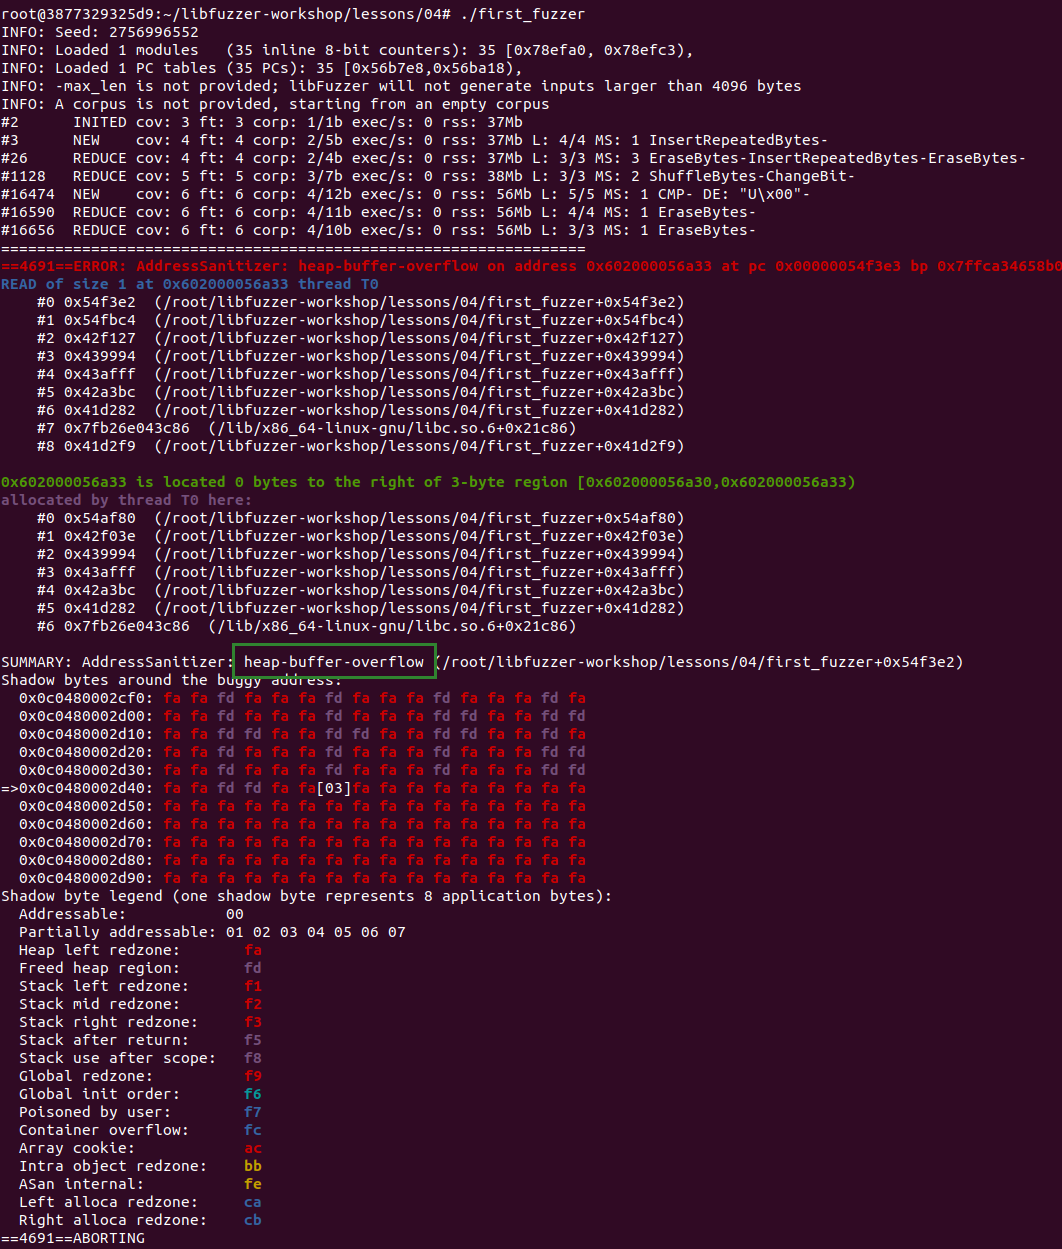 root@3877329325d9:~/libfuzzer-workshop/lessons/04# ./first_fuzzer
INFO: Seed: 2756996552
INFO: Loaded 1 modules   (35 inline 8-bit counters): 35 [0x78efa0, 0x78efc3),
INFO: Loaded 1 PC tables (35 PCs): 35 [0x56b7e8,0x56ba18),
INFO: -max_len is not provided; libFuzzer will not generate inputs larger than 4096 bytes
INFO: A corpus is not provided, starting from an empty corpus
#2      INITED cov: 3 ft: 3 corp: 1/1b exec/s: 0 rss: 37Mb
#3      NEW    cov: 4 ft: 4 corp: 2/5b exec/s: 0 rss: 37Mb L: 4/4 MS: 1 InsertRepeatedBytes-
#26     REDUCE cov: 4 ft: 4 corp: 2/4b exec/s: 0 rss: 37Mb L: 3/3 MS: 3 EraseBytes-InsertRepeatedBytes-EraseBytes-
#1128   REDUCE cov: 5 ft: 5 corp: 3/7b exec/s: 0 rss: 38Mb L: 3/3 MS: 2 ShuffleBytes-ChangeBit-
#16474  NEW    cov: 6 ft: 6 corp: 4/12b exec/s: 0 rss: 56Mb L: 5/5 MS: 1 CMP- DE: "U\x00"-
#16590  REDUCE cov: 6 ft: 6 corp: 4/11b exec/s: 0 rss: 56Mb L: 4/4 MS: 1 EraseBytes-
#16656  REDUCE cov: 6 ft: 6 corp: 4/10b exec/s: 0 rss: 56Mb L: 3/3 MS: 1 EraseBytes-
=================================================================
==4691==ERROR: AddressSanitizer: heap-buffer-overflow on address 0x602000056a33 at pc 0x00000054f3e3 bp 0x7ffca34658b0
READ of size 1 at 0x602000056a33 thread T0
    #0 0x54f3e2  (/root/libfuzzer-workshop/lessons/04/first_fuzzer+0x54f3e2)
    #1 0x54fbc4  (/root/libfuzzer-workshop/lessons/04/first_fuzzer+0x54fbc4)
    #2 0x42f127  (/root/libfuzzer-workshop/lessons/04/first_fuzzer+0x42f127)
    #3 0x439994  (/root/libfuzzer-workshop/lessons/04/first_fuzzer+0x439994)
    #4 0x43afff  (/root/libfuzzer-workshop/lessons/04/first_fuzzer+0x43afff)
    #5 0x42a3bc  (/root/libfuzzer-workshop/lessons/04/first_fuzzer+0x42a3bc)
    #6 0x41d282  (/root/libfuzzer-workshop/lessons/04/first_fuzzer+0x41d282)
    #7 0x7fb26e043c86  (/lib/x86_64-linux-gnu/libc.so.6+0x21c86)
    #8 0x41d2f9  (/root/libfuzzer-workshop/lessons/04/first_fuzzer+0x41d2f9)
0x602000056a33 is located 0 bytes to the right of 3-byte region [0x602000056a30,0x602000056a33)
allocated by thread T0 here:
    #0 0x54af80  (/root/libfuzzer-workshop/lessons/04/first_fuzzer+0x54af80)
    #1 0x42f03e  (/root/libfuzzer-workshop/lessons/04/first_fuzzer+0x42f03e)
    #2 0x439994  (/root/libfuzzer-workshop/lessons/04/first_fuzzer+0x439994)
    #3 0x43afff  (/root/libfuzzer-workshop/lessons/04/first_fuzzer+0x43afff)
    #4 0x42a3bc  (/root/libfuzzer-workshop/lessons/04/first_fuzzer+0x42a3bc)
    #5 0x41d282  (/root/libfuzzer-workshop/lessons/04/first_fuzzer+0x41d282)
    #6 0x7fb26e043c86  (/lib/x86_64-linux-gnu/libc.so.6+0x21c86)
SUMMARY: AddressSanitizer: heap-buffer-overflow (/root/libfuzzer-workshop/lessons/04/first_fuzzer+0x54f3e2)
Shadow bytes around the buggy address:
  0x0c0480002cf0: fa fa fd fa fa fa fd fa fa fa fd fa fa fa fd fa
  0x0c0480002d00: fa fa fd fa fa fa fd fa fa fa fd fd fa fa fd fd
  0x0c0480002d10: fa fa fd fd fa fa fd fd fa fa fd fd fa fa fd fa
  0x0c0480002d20: fa fa fd fa fa fa fd fa fa fa fd fa fa fa fd fd
  0x0c0480002d30: fa fa fd fa fa fa fd fa fa fa fd fa fa fa fd fd
=>0x0c0480002d40: fa fa fd fd fa fa[03]fa fa fa fa fa fa fa fa fa
  0x0c0480002d50: fa fa fa fa fa fa fa fa fa fa fa fa fa fa fa fa
  0x0c0480002d60: fa fa fa fa fa fa fa fa fa fa fa fa fa fa fa fa
  0x0c0480002d70: fa fa fa fa fa fa fa fa fa fa fa fa fa fa fa fa
  0x0c0480002d80: fa fa fa fa fa fa fa fa fa fa fa fa fa fa fa fa
  0x0c0480002d90: fa fa fa fa fa fa fa fa fa fa fa fa fa fa fa fa
Shadow byte legend (one shadow byte represents 8 application bytes):
  Addressable:           00
  Partially addressable: 01 02 03 04 05 06 07
  Heap left redzone:       fa
  Freed heap region:       fd
  Stack left redzone:      f1
  Stack mid redzone:       f2
  Stack right redzone:     f3
  Stack after return:      f5
  Stack use after scope:   f8
  Global redzone:          f9
  Global init order:       f6
  Poisoned by user:        f7
  Container overflow:      fc
  Array cookie:            ac
  Intra object redzone:    bb
  ASan internal:           fe
  Left alloca redzone:     ca
  Right alloca redzone:    cb
==4691==ABORTING